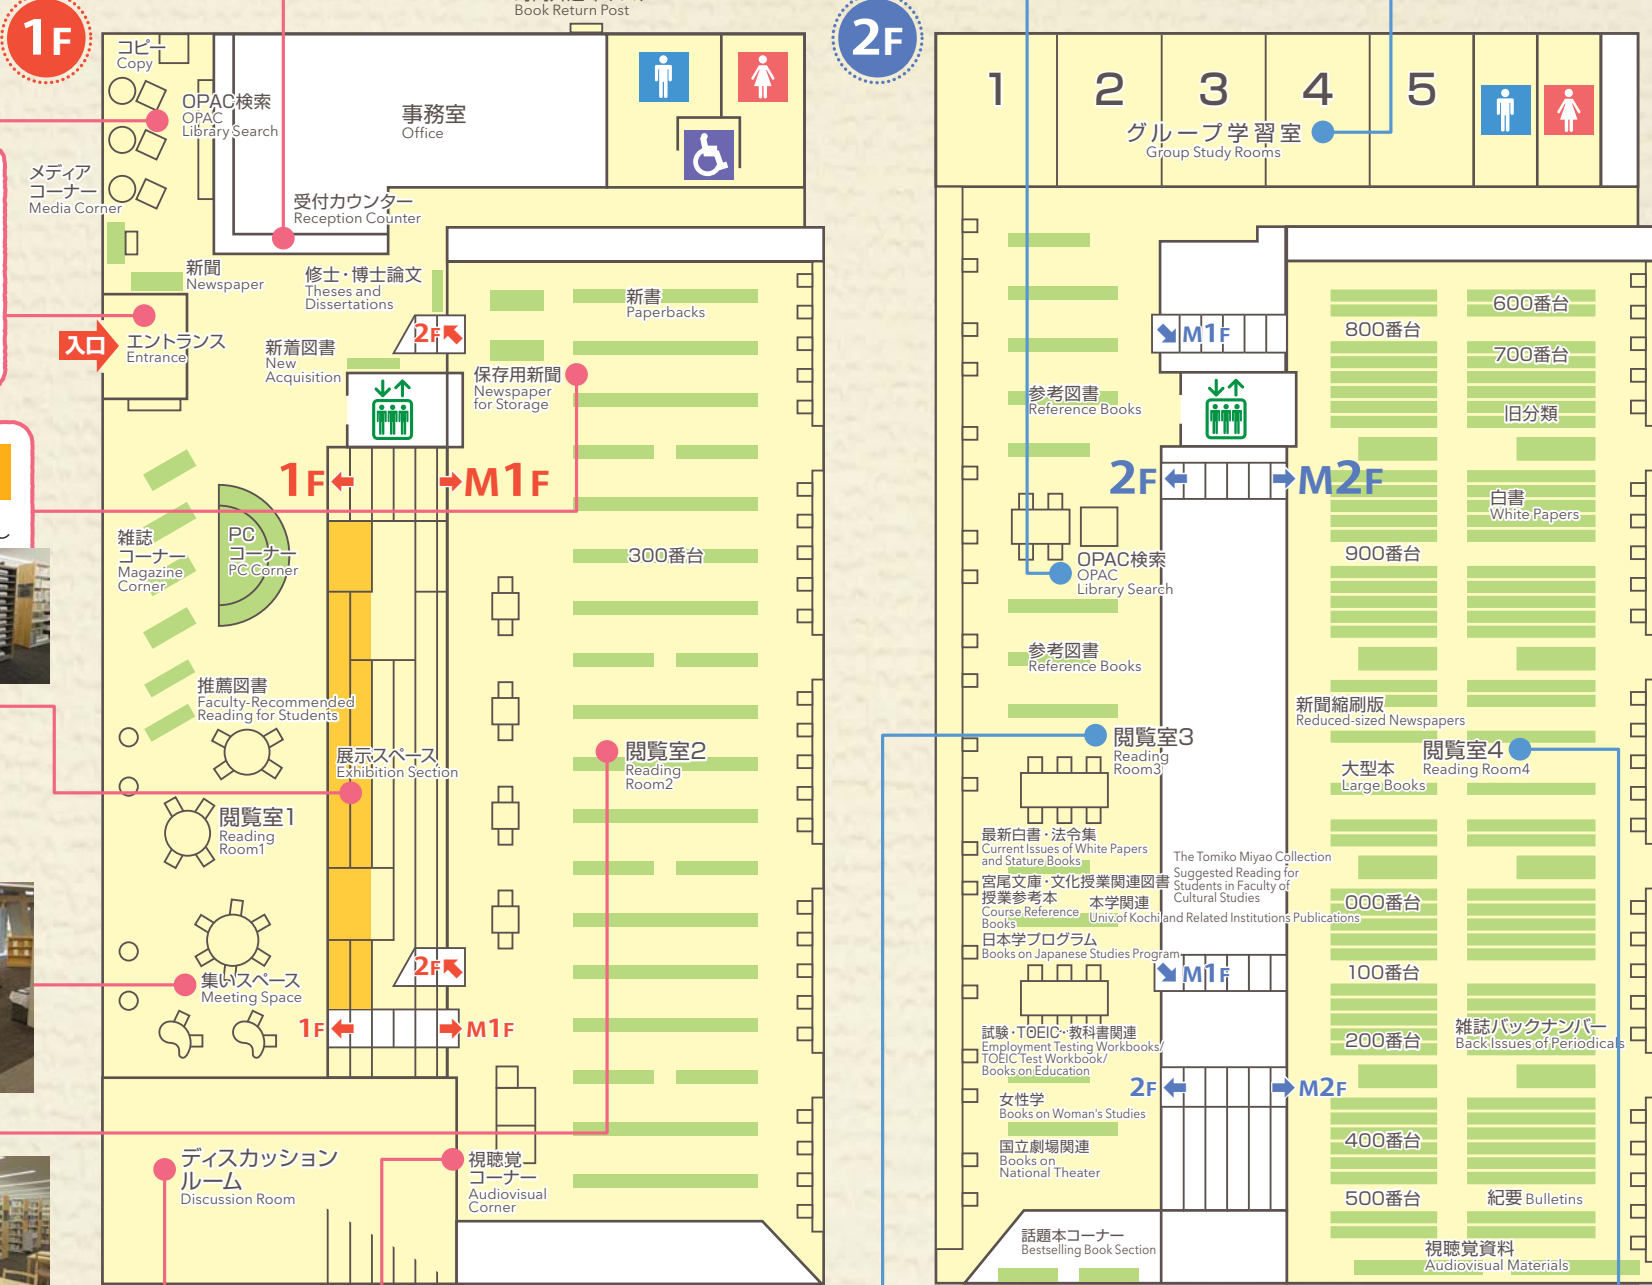 1F
Book Return Post
コピー
Copy
OPAC検索
OPAC
Library Search
事務室
Office
メディア
コーナー
Media Corner
受付カウンター
Reception Counter
新聞
Newspaper
修士・博士論文
Theses and
Dissertations
新書
Paperbacks
2F
入口
エントランス
Entrance
新着図書
New
Acquisition
保存用新聞
Newspaper
for Storage
1F
M1F
雑誌
コーナー
Magazine
Corner
PC
コーナー
PC Corner
300番台
推薦図書
Faculty-Recommended
Reading for Students
展示スペース
Exhibition Section
閲覧室2
Reading
Room2
閲覧室1
Reading
Room1
2F
集いスペース
Meeting Space
1F
M1F
ディスカッション
ルーム
Discussion Room
視聴覚
コーナー
Audiovisual
Corner
2F
1
2
3
4
5
グループ学習室
Group Study Rooms
M1F
600番台
800番台
700番台
参考図書
Reference Books
旧分類
2F
M2F
白書
White Papers
900番台
OPAC検索
OPAC
Library Search
参考図書
Reference Books
新聞縮刷版
Reduced-sized Newspapers
閲覧室3
Reading
Room3
閲覧室4
Reading Room4
大型本
Large Books
最新白書・法令集
Current Issues of White Papers
and Stature Books
The Tomiko Miyao Collection
Suggested Reading for
Students in Faculty of
Cultural Studies
宮尾文庫・文化授業関連図書
授業参考本
Course Reference
Books
本学関連
Univ.of Kochi and Related Institutions Publications
000番台
日本学プログラム
Books on Japanese Studies Program
M1F
100番台
試験・TOEIC・教科書関連
Employment Testing Workbooks/
TOEIC Test Workbook/
Books on Education
200番台
雑誌バックナンバー
Back Issues of Periodicals
2F
M2F
女性学
Books on Woman's Studies
国立劇場関連
Books on
National Theater
400番台
500番台
紀要 Bulletins
話題本コーナー
Bestselling Book Section
視聴覚資料
Audiovisual Materials